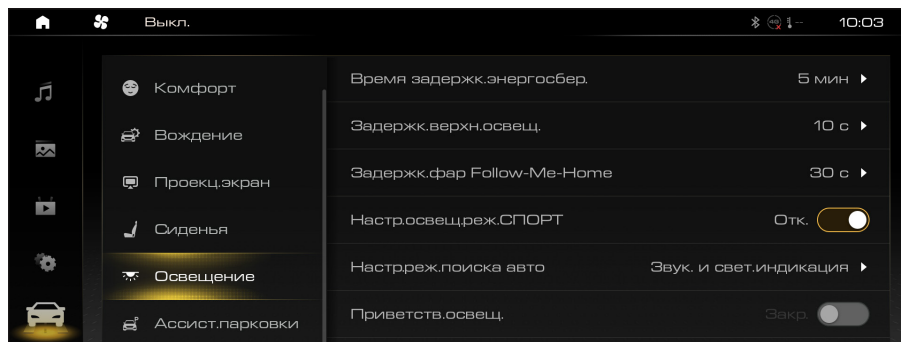 Выкл.
4G
--
10:03
Комфорт
Вождение
Проекц.экран
Сиденья
Освещение
Ассист.парковки
Время задержк.энергосбер. 5 мин
Задержк.верхн.освещ. 10 с
Задержк.фар Follow-Me-Home 30 с
Настр.освещ.реж.СПОРТ Отк.
Настр.реж.поиска авто Звук. и свет.индикация
Приветств.освещ. Закр.